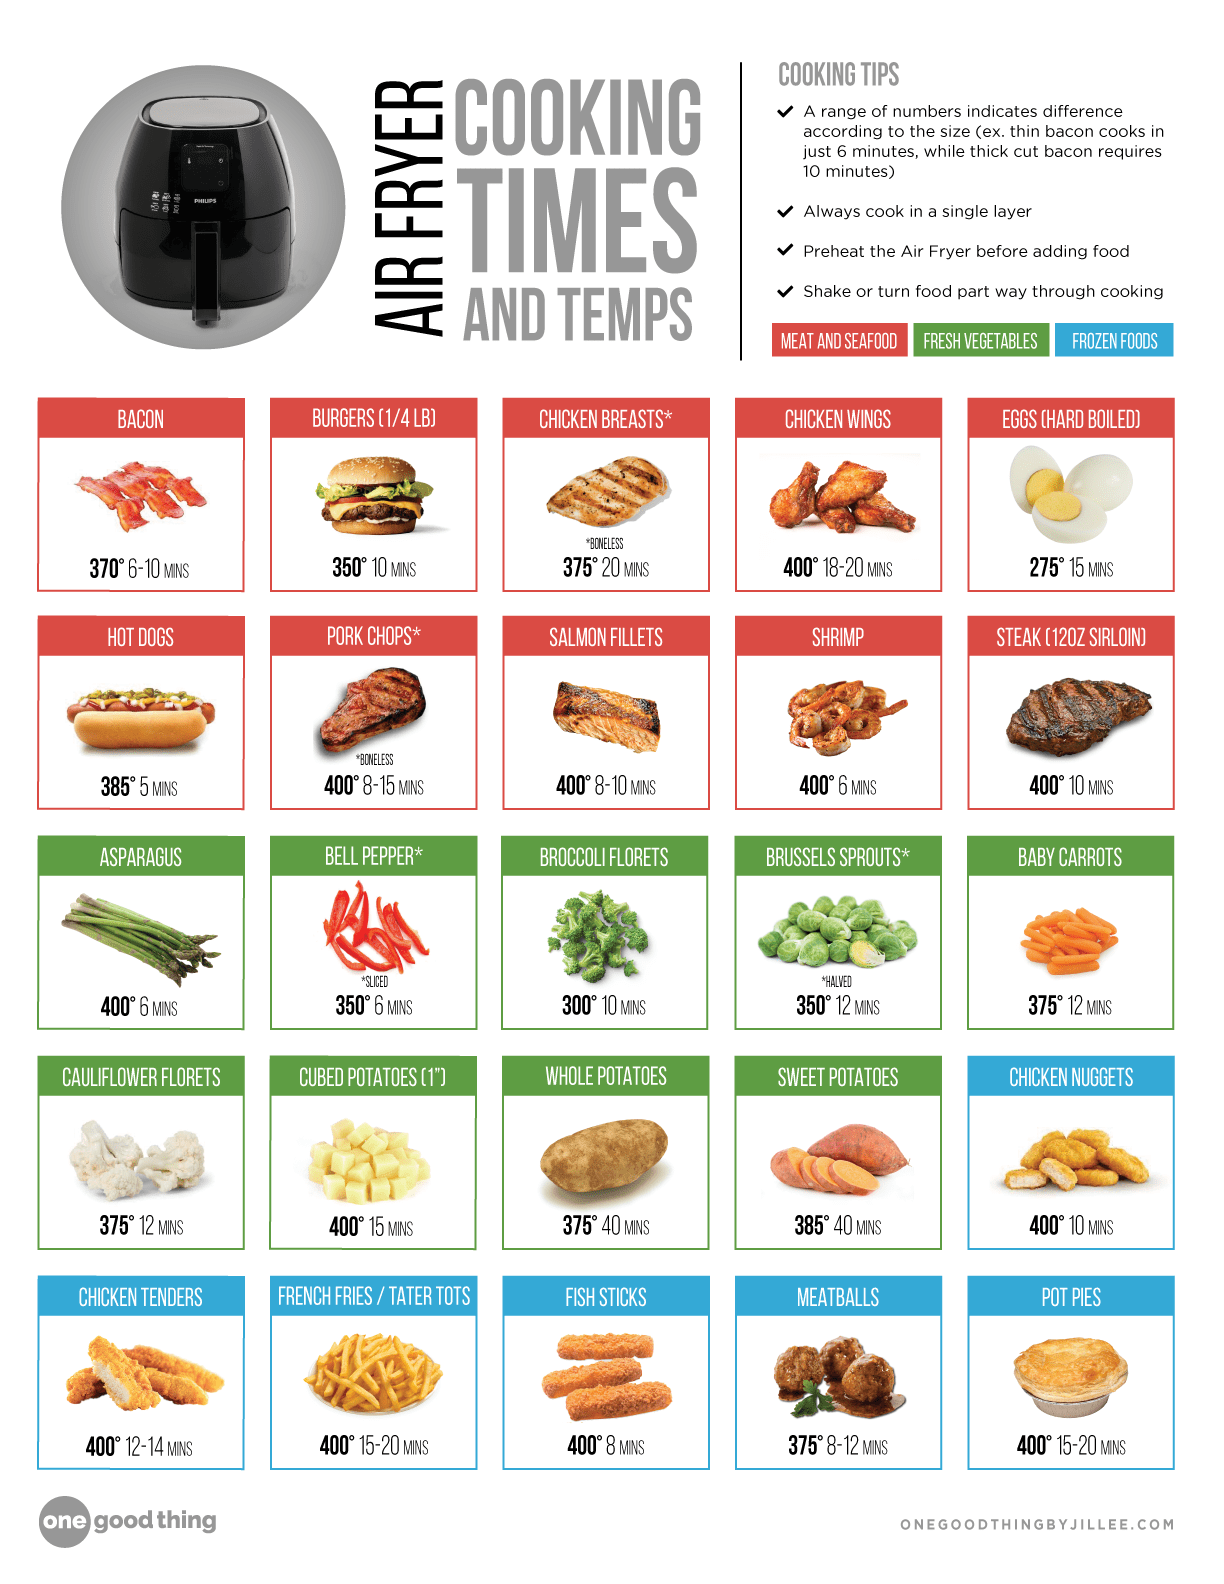 AIR FRYER
COOKING
TIMES
AND TEMPS
PHILIPS
COOKING TIPS
A range of numbers indicates difference
according to the size (ex. thin bacon cooks in
just 6 minutes, while thick cut bacon requires
10 minutes)
Always cook in a single layer
Preheat the Air Fryer before adding food
Shake or turn food part way through cooking
MEAT AND SEAFOOD
FRESH VEGETABLES
FROZEN FOODS
BACON
370° 6-10 MINS
BURGERS (1/4 LB)
350° 10 MINS
CHICKEN BREASTS*
*BONELESS
375° 20 MINS
CHICKEN WINGS
400° 18-20 MINS
EGGS (HARD BOILED)
275° 15 MINS
HOT DOGS
385° 5 MINS
PORK CHOPS*
*BONELESS
400° 8-15 MINS
SALMON FILLETS
400° 8-10 MINS
SHRIMP
400° 6 MINS
STEAK (12OZ SIRLOIN)
400° 10 MINS
ASPARAGUS
400° 6 MINS
BELL PEPPER*
*SLICED
350° 6 MINS
BROCCOLI FLORETS
300° 10 MINS
BRUSSELS SPROUTS*
*HALVED
350° 12 MINS
BABY CARROTS
375° 12 MINS
CAULIFLOWER FLORETS
375° 12 MINS
CUBED POTATOES (1”)
400° 15 MINS
WHOLE POTATOES
375° 40 MINS
SWEET POTATOES
385° 40 MINS
CHICKEN NUGGETS
400° 10 MINS
CHICKEN TENDERS
400° 12-14 MINS
FRENCH FRIES / TATER TOTS
400° 15-20 MINS
FISH STICKS
400° 8 MINS
MEATBALLS
375° 8-12 MINS
POT PIES
400° 15-20 MINS
one good thing
ONEGOODTHINGBYJILLEE.COM